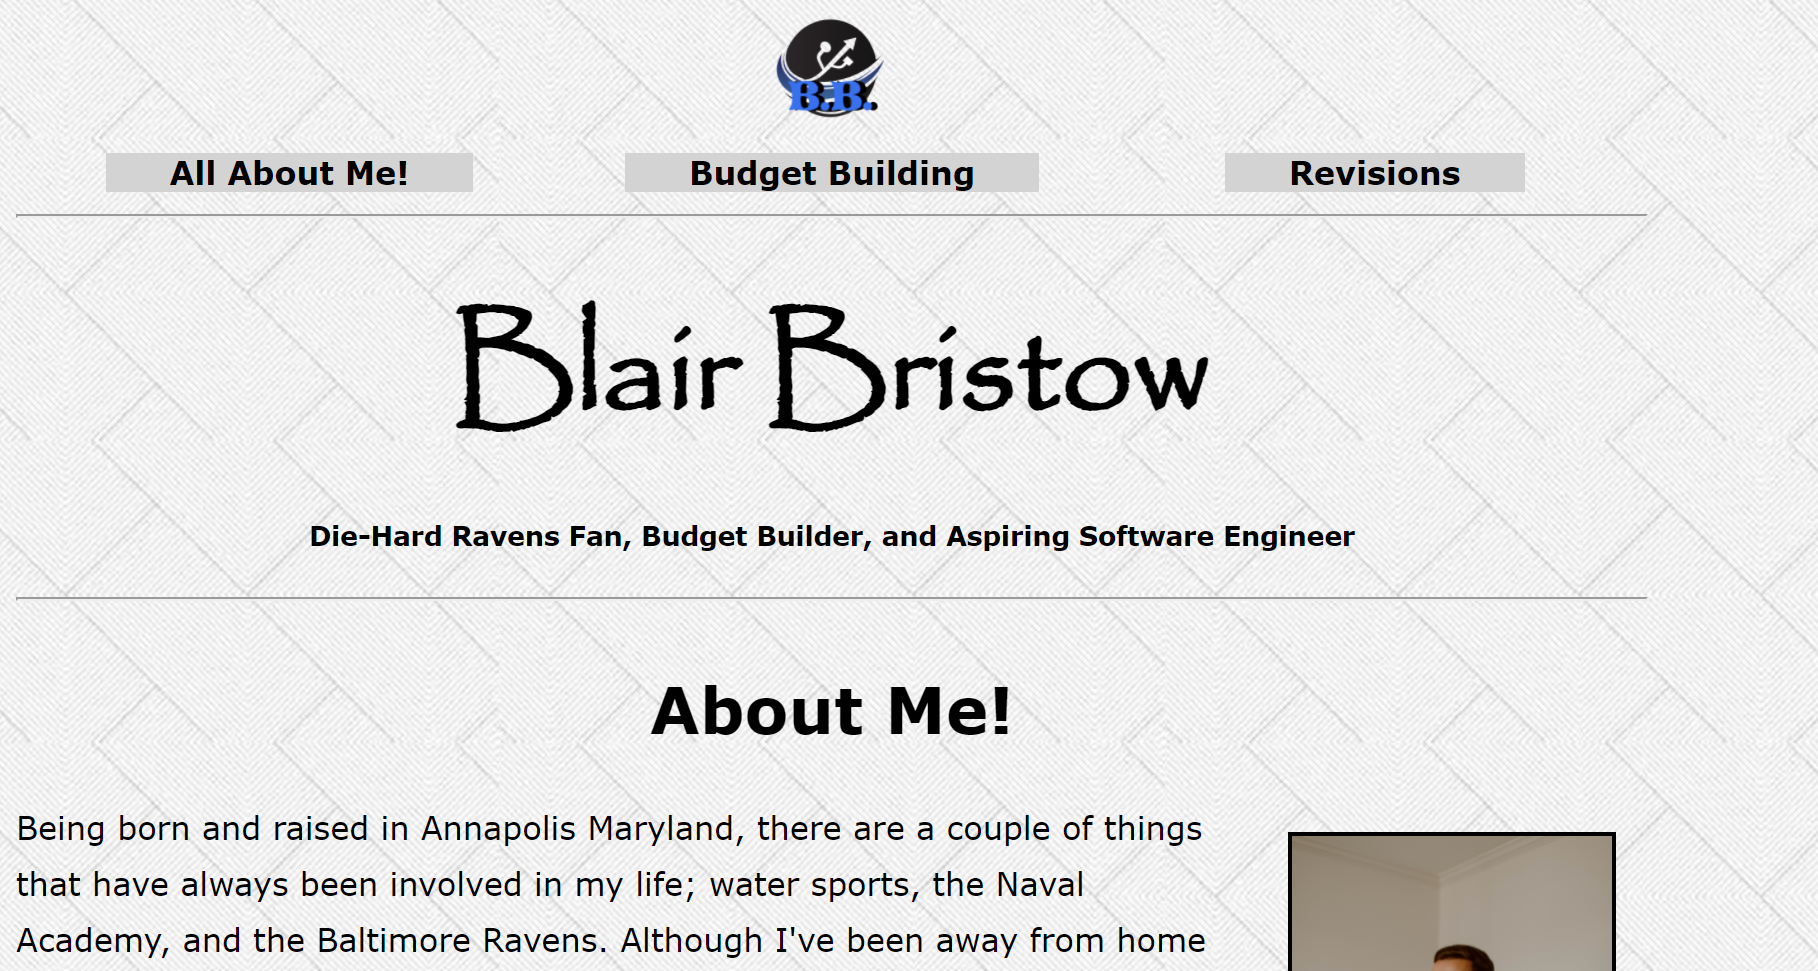 B.B.
All About Me!
Budget Building
Revisions
Blair Bristow
Die-Hard Ravens Fan, Budget Builder, and Aspiring Software Engineer
About Me!
Being born and raised in Annapolis Maryland, there are a couple of things
that have always been involved in my life; water sports, the Naval
Academy, and the Baltimore Ravens. Although I've been away from home